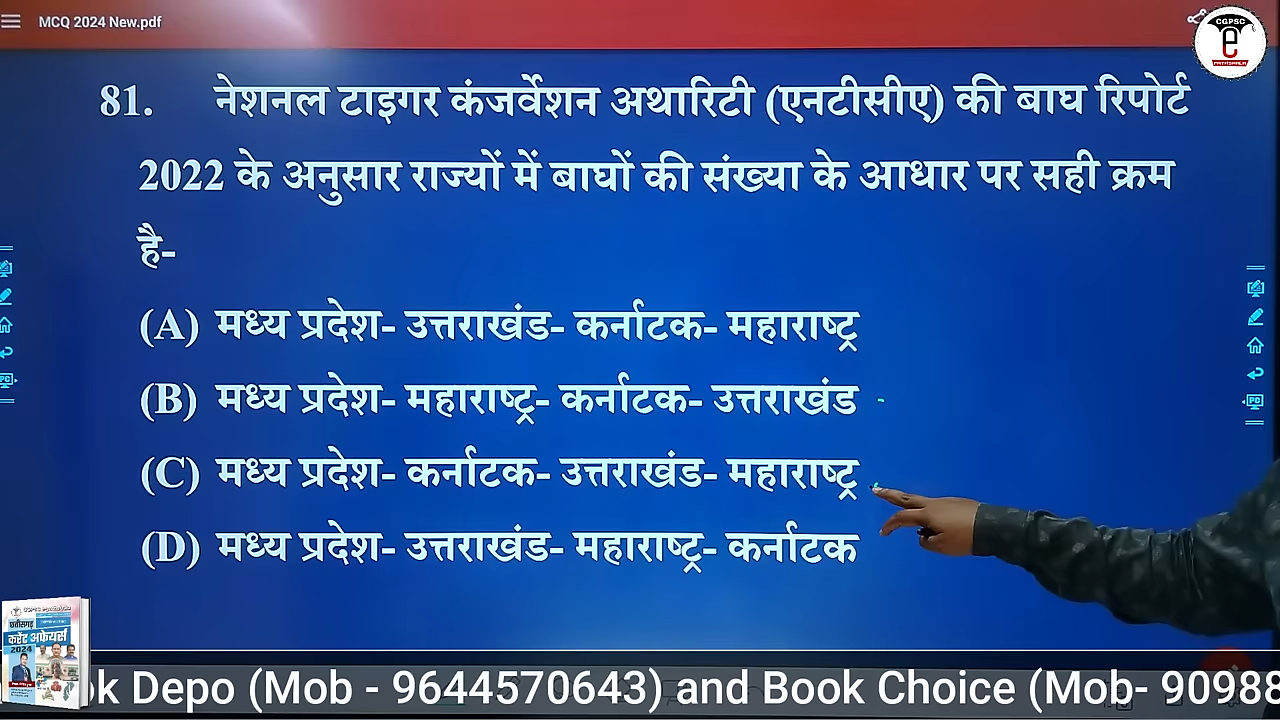 MCQ 2024 New.pdf
CGPSC
e
81. नेशनल टाइगर कंजर्वेशन अथारिटी (एनटीसीए) की बाघ रिपोर्ट
2022 के अनुसार राज्यों में बाघों की संख्या के आधार पर सही क्रम
है-
(A) मध्य प्रदेश- उत्तराखंड- कर्नाटक- महाराष्ट्र
(B) मध्य प्रदेश- महाराष्ट्र- कर्नाटक- उत्तराखंड
(C) मध्य प्रदेश- कर्नाटक- उत्तराखंड- महाराष्ट्र
(D) मध्य प्रदेश- उत्तराखंड- महाराष्ट्र- कर्नाटक
छत्तीसगढ़
करेंट अफेयर्स
2024
ok Depo (Mob - 9644570643) and Book Choice (Mob- 90988